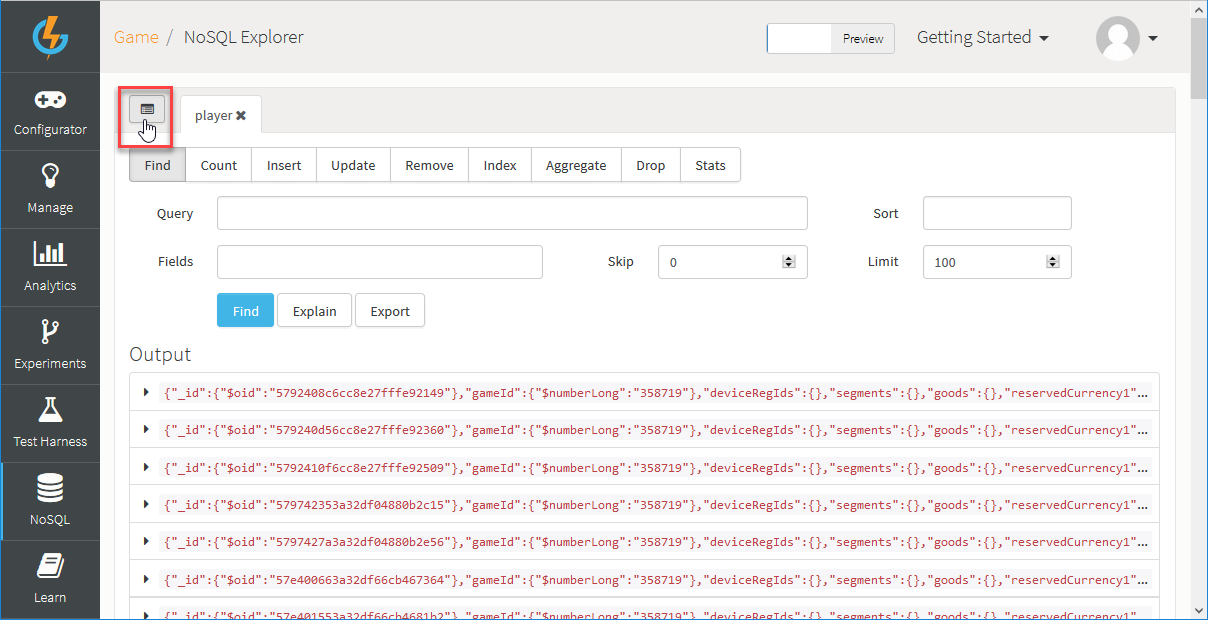 Game / NoSQL Explorer
Preview
Getting Started
Configurator
Manage
Analytics
Experiments
Test Harness
NoSQL
Learn
player ✖
Find Count Insert Update Remove Index Aggregate Drop Stats
Query
Sort
Fields
Skip 0
Limit 100
Find Explain Export
Output
{"_id":{"$oid":"5792408c6cc8e27fffe92149"},"gameId":{"$numberLong":"358719"},"deviceRegIds":{},"segments":{},"goods":{},"reservedCurrency1"...
{"_id":{"$oid":"579240d56cc8e27fffe92360"},"gameId":{"$numberLong":"358719"},"deviceRegIds":{},"segments":{},"goods":{},"reservedCurrency1"...
{"_id":{"$oid":"5792410f6cc8e27fffe92509"},"gameId":{"$numberLong":"358719"},"deviceRegIds":{},"segments":{},"goods":{},"reservedCurrency1"...
{"_id":{"$oid":"579742353a32df04880b2c15"},"gameId":{"$numberLong":"358719"},"deviceRegIds":{},"segments":{},"goods":{},"reservedCurrency1"...
{"_id":{"$oid":"5797427a3a32df04880b2e56"},"gameId":{"$numberLong":"358719"},"deviceRegIds":{},"segments":{},"goods":{},"reservedCurrency1"...
{"_id":{"$oid":"57e400663a32df66cb467364"},"gameId":{"$numberLong":"358719"},"deviceRegIds":{},"segments":{},"goods":{},"reservedCurrency1"...
{"_id":{"$oid":"57e401553a32df66cb4681b2"},"gameId":{"$numberLong":"358719"},"deviceRegIds":{},"segments":{},"goods":{},"reservedCurrency1"...